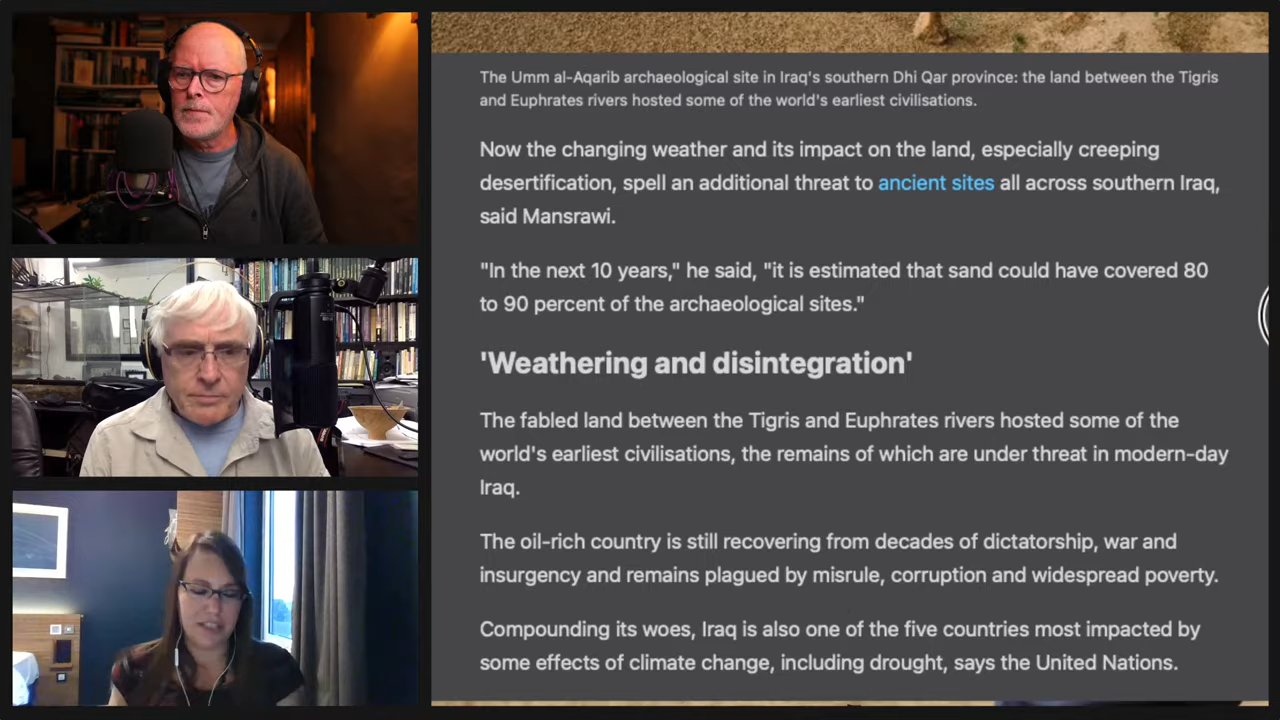 The Umm al-Aqarib archaeological site in Iraq's southern Dhi Qar province: the land between the Tigris
and Euphrates rivers hosted some of the world's earliest civilisations.
Now the changing weather and its impact on the land, especially creeping
desertification, spell an additional threat to ancient sites all across southern Iraq,
said Mansrawi.
"In the next 10 years," he said, "it is estimated that sand could have covered 80
to 90 percent of the archaeological sites."
'Weathering and disintegration'
The fabled land between the Tigris and Euphrates rivers hosted some of the
world's earliest civilisations, the remains of which are under threat in modern-day
Iraq.
The oil-rich country is still recovering from decades of dictatorship, war and
insurgency and remains plagued by misrule, corruption and widespread poverty.
Compounding its woes, Iraq is also one of the five countries most impacted by
some effects of climate change, including drought, says the United Nations.